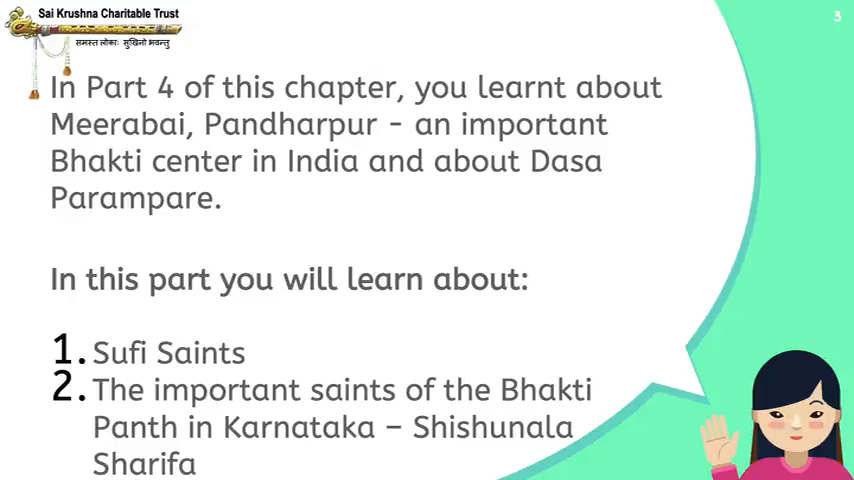 Sai Krushna Charitable Trust
समस्त लोकाः सुखिनो भवन्तु
3
In Part 4 of this chapter, you learnt about
Meerabai, Pandharpur - an important
Bhakti center in India and about Dasa
Parampare.
In this part you will learn about:
1. Sufi Saints
2. The important saints of the Bhakti
Panth in Karnataka – Shishunala
Sharifa